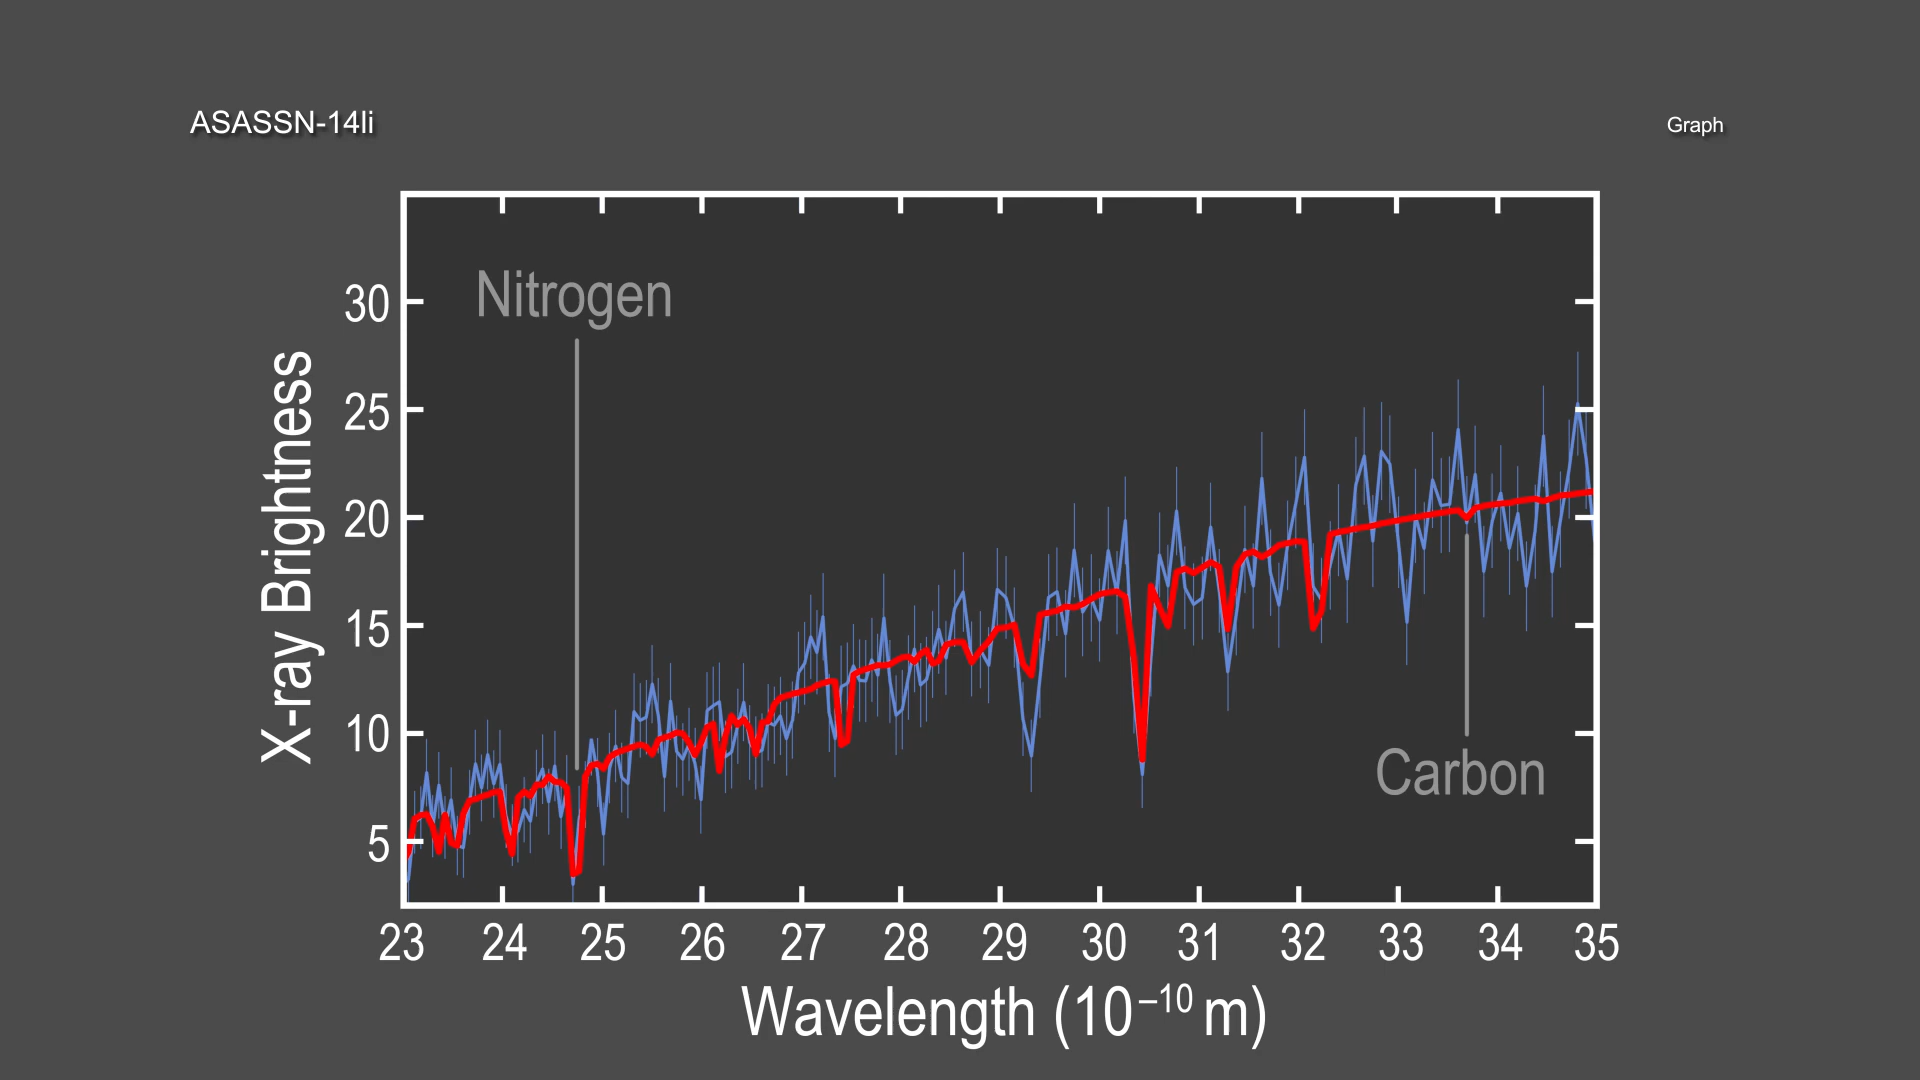 ASASSN-14li
Graph
Nitrogen
Carbon
X-ray Brightness
30
25
20
15
10
5
23 24 25 26 27 28 29 30 31 32 33 34 35
Wavelength (10⁻¹⁰ m)